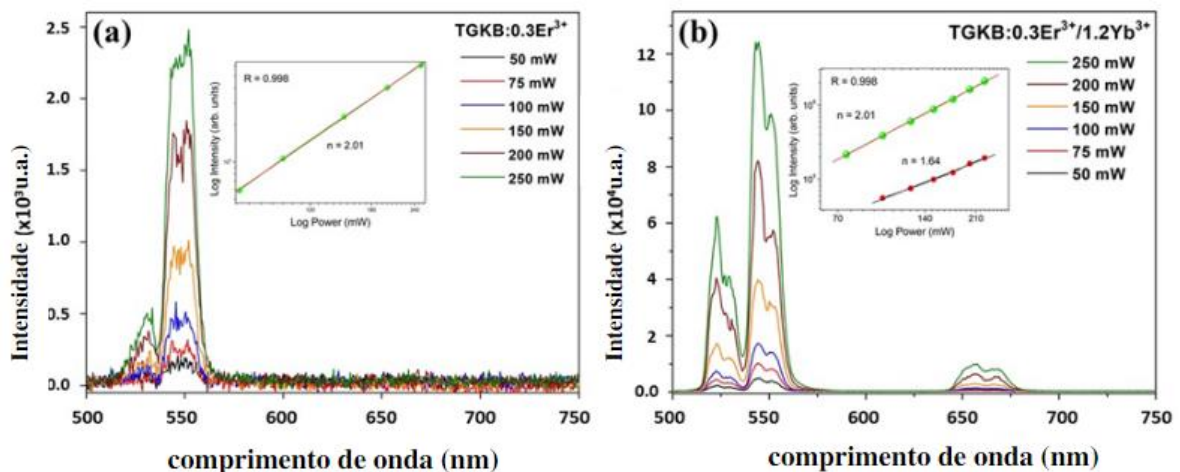 (a)
TGKB:0.3Er³⁺
50 mW
75 mW
100 mW
150 mW
200 mW
250 mW
R = 0.998
n = 2.01
Log Intensity (arb. units)
Log Power (mW)
120
180
240
Intensidade (x10³u.a.)
2.5
2.0
1.5
1.0
0.5
0.0
500
550
600
650
700
750
comprimento de onda (nm)
(b)
TGKB:0.3Er³⁺/1.2Yb³⁺
250 mW
200 mW
150 mW
100 mW
75 mW
50 mW
R = 0.998
n = 2.01
n = 1.64
Log Intensity (arb. units)
70
140
210
Log Power (mW)
Intensidade (x10⁴u.a.)
12
10
8
6
4
2
0.0
500
550
600
650
700
750
comprimento de onda (nm)